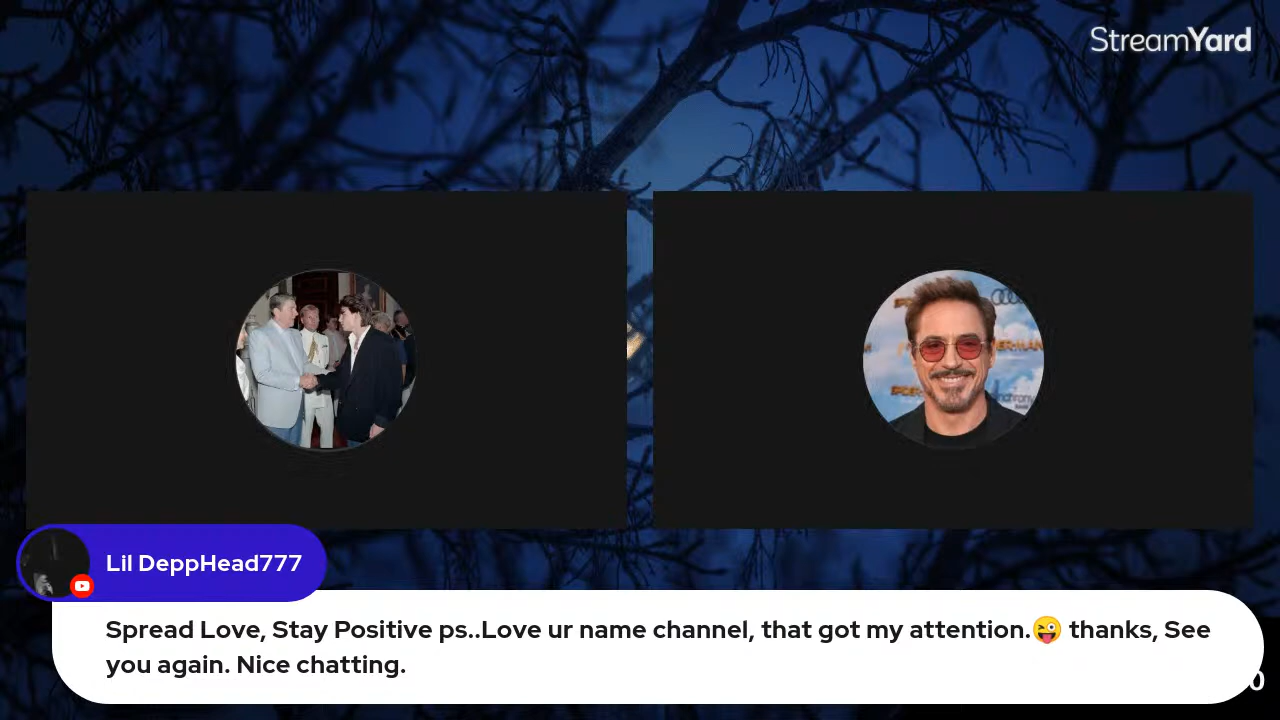 StreamYard
Lil DeppHead777
Spread Love, Stay Positive ps..Love ur name channel, that got my attention.😜 thanks, See
you again. Nice chatting.